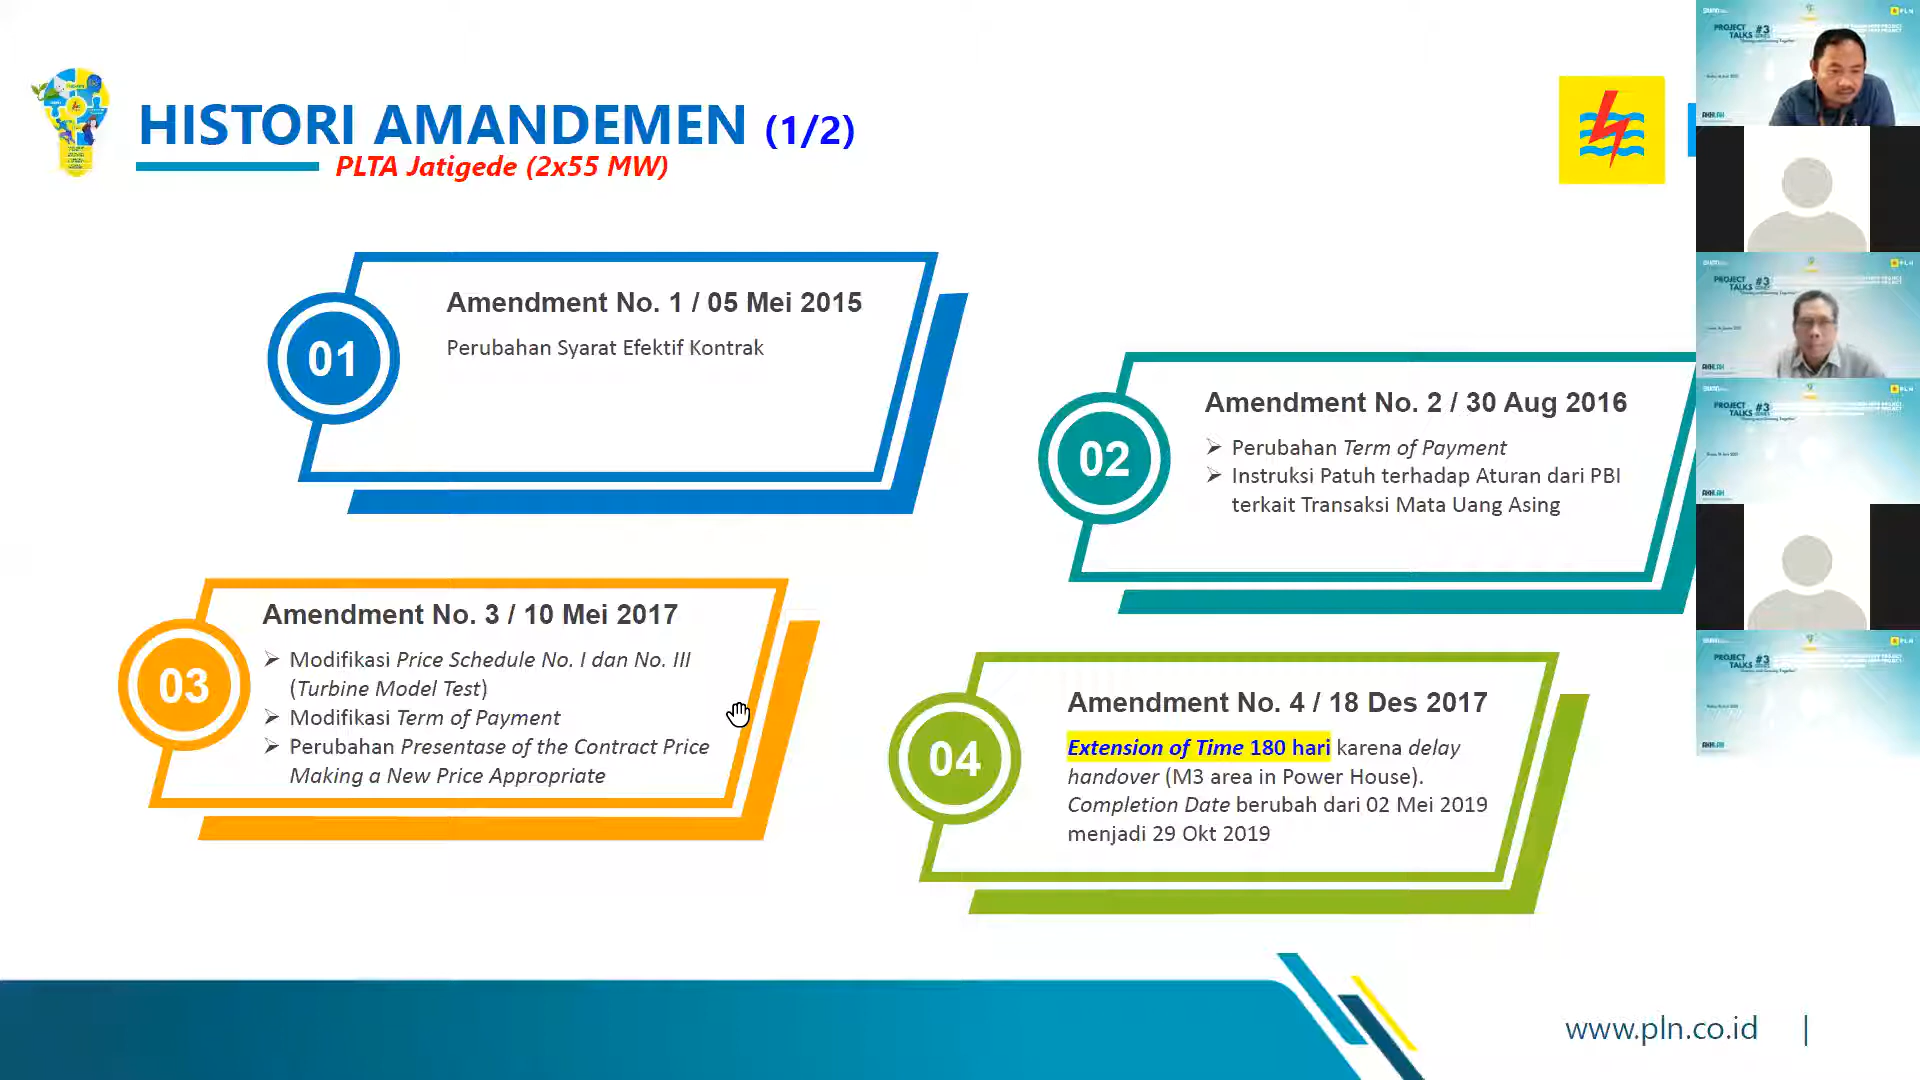 HISTORI AMANDEMEN (1/2)
PLTA Jatigede (2x55 MW)
01
Amendment No. 1 / 05 Mei 2015
Perubahan Syarat Efektif Kontrak
02
Amendment No. 2 / 30 Aug 2016
➢ Perubahan Term of Payment
➢ Instruksi Patuh terhadap Aturan dari PBI
terkait Transaksi Mata Uang Asing
03
Amendment No. 3 / 10 Mei 2017
➢ Modifikasi Price Schedule No. I dan No. III
(Turbine Model Test)
➢ Modifikasi Term of Payment
➢ Perubahan Presentase of the Contract Price
Making a New Price Appropriate
04
Amendment No. 4 / 18 Des 2017
Extension of Time 180 hari karena delay
handover (M3 area in Power House).
Completion Date berubah dari 02 Mei 2019
menjadi 29 Okt 2019
www.pln.co.id |
PROJECT
TALKS #3
PLN
PROJECT
TALKS #3
PLN
PROJECT
TALKS #3
PLN
PROJECT
TALKS #3
PLN